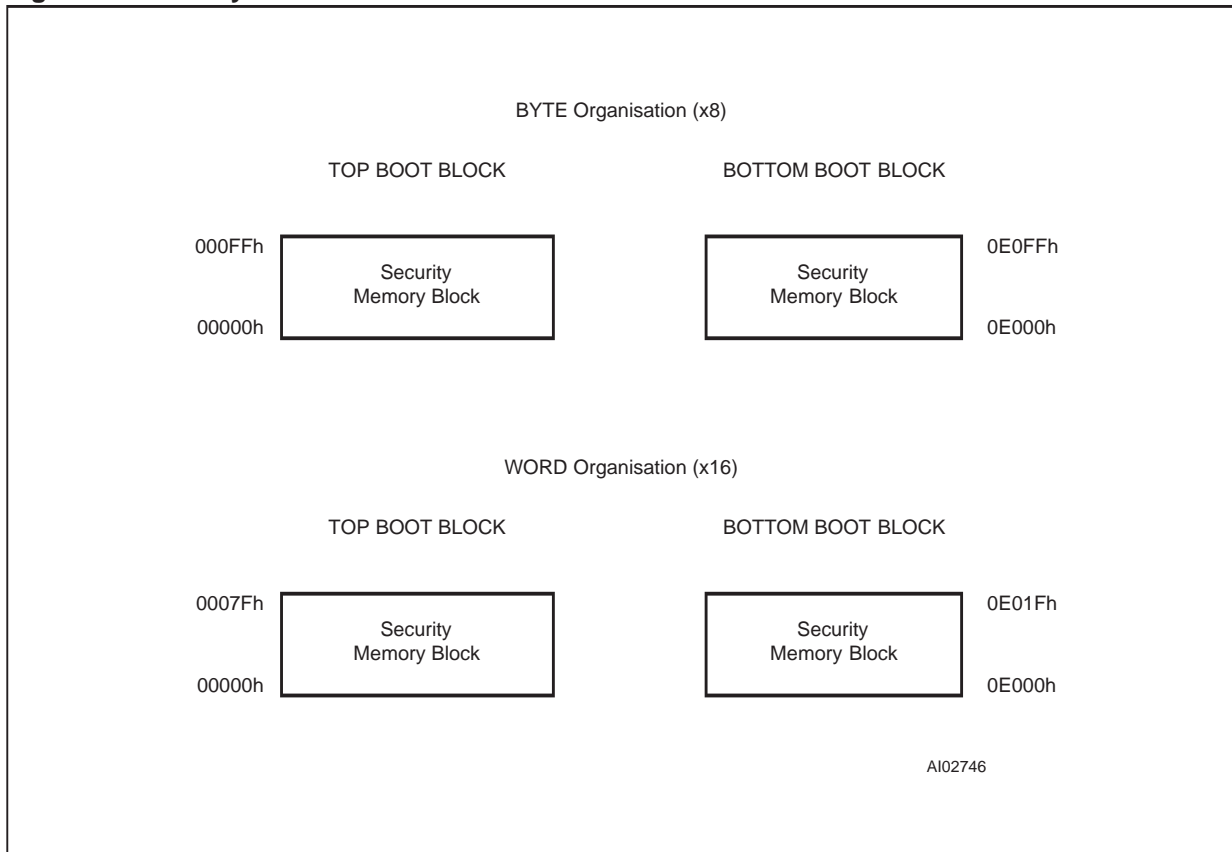 BYTE Organisation (x8)
TOP BOOT BLOCK
BOTTOM BOOT BLOCK
000FFh
Security
Memory Block
00000h
Security
Memory Block
0E0FFh
0E000h
WORD Organisation (x16)
TOP BOOT BLOCK
BOTTOM BOOT BLOCK
0007Fh
Security
Memory Block
00000h
Security
Memory Block
0E01Fh
0E000h
AI02746